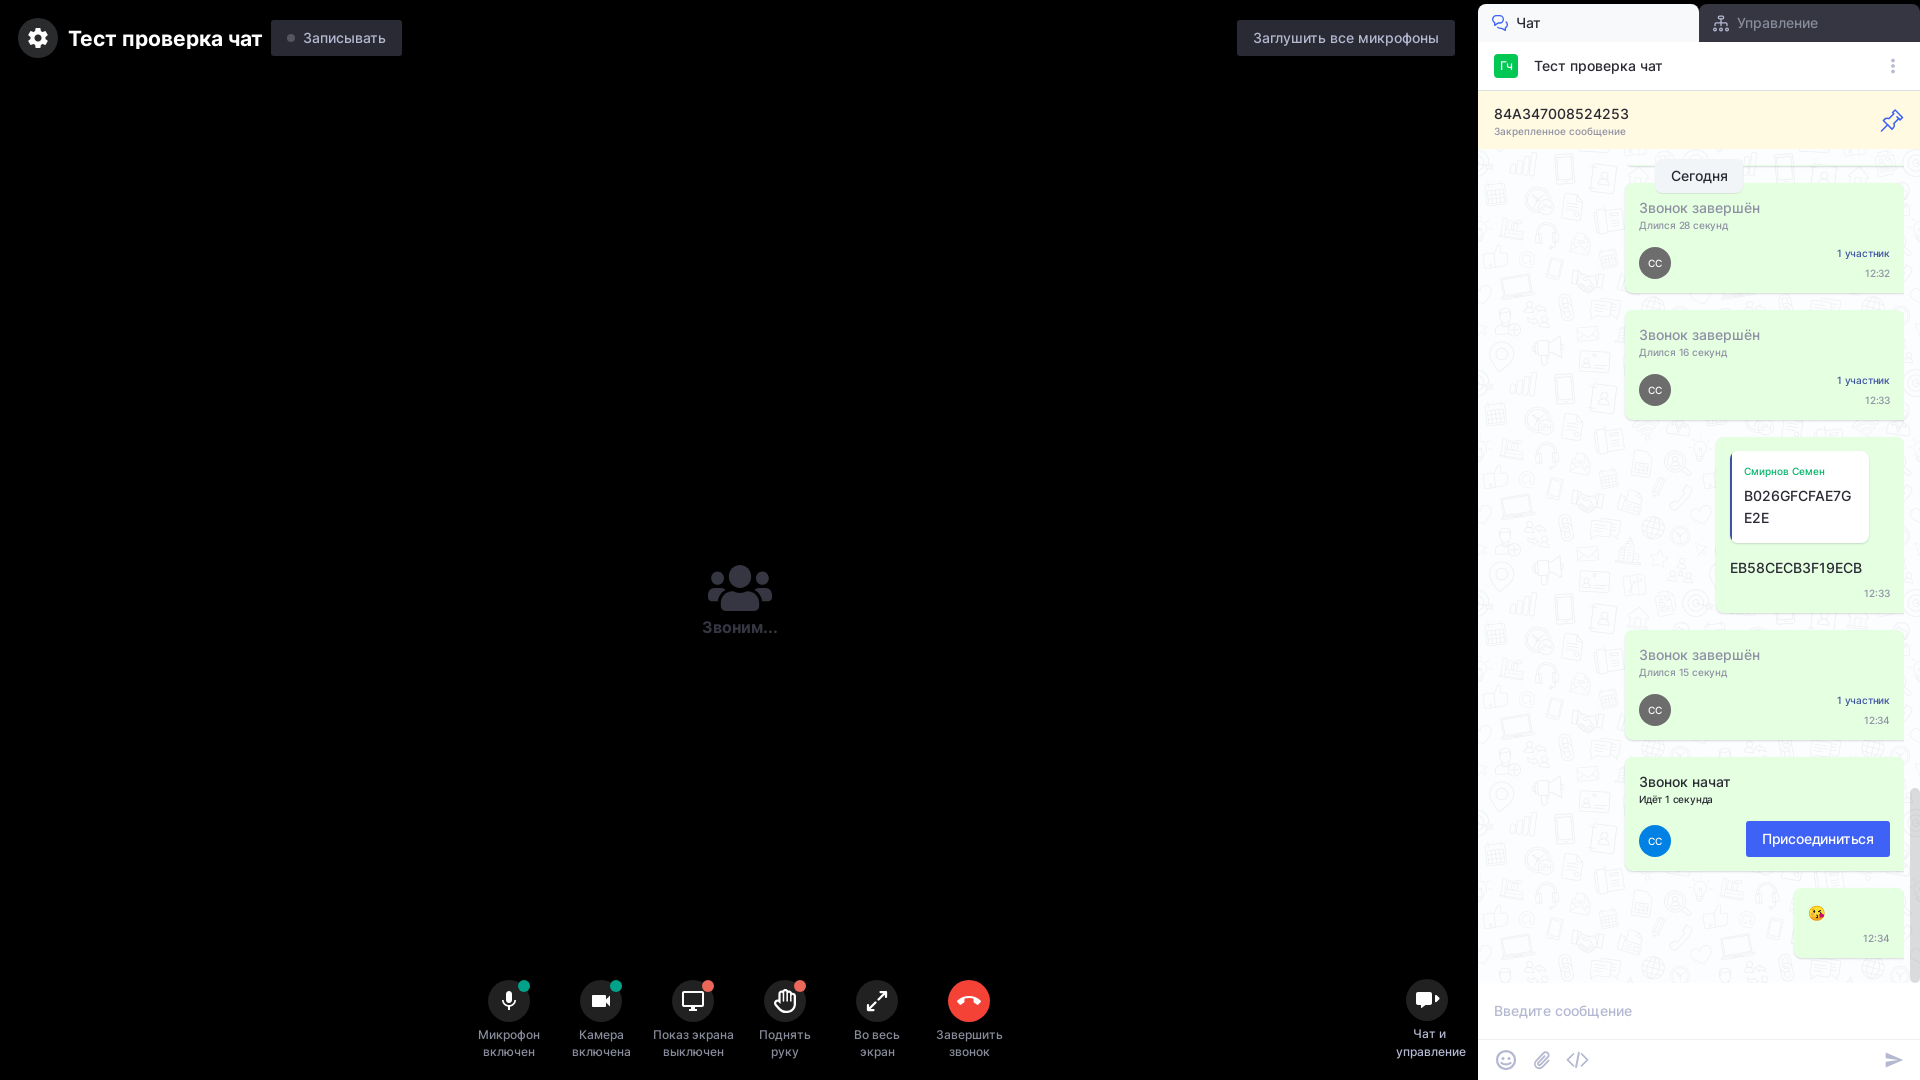 Тест проверка чат
Записывать
Заглушить все микрофоны
Звоним...
Микрофон
включен
Камера
включена
Показ экрана
выключен
Поднять
руку
Во весь
экран
Завершить
звонок
Чат и
управление
Чат
Управление
Гч
Тест проверка чат
84A347008524253
Закрепленное сообщение
Сегодня
Звонок завершён
Длился 28 секунд
СС
1 участник
12:32
Звонок завершён
Длился 16 секунд
СС
1 участник
12:33
Смирнов Семен
B026GFCFAE7G
E2E
EB58CECB3F19ECB
12:33
Звонок завершён
Длился 15 секунд
СС
1 участник
12:34
Звонок начат
Идёт 1 секунда
СС
Присоединиться
😘
12:34
Введите сообщение